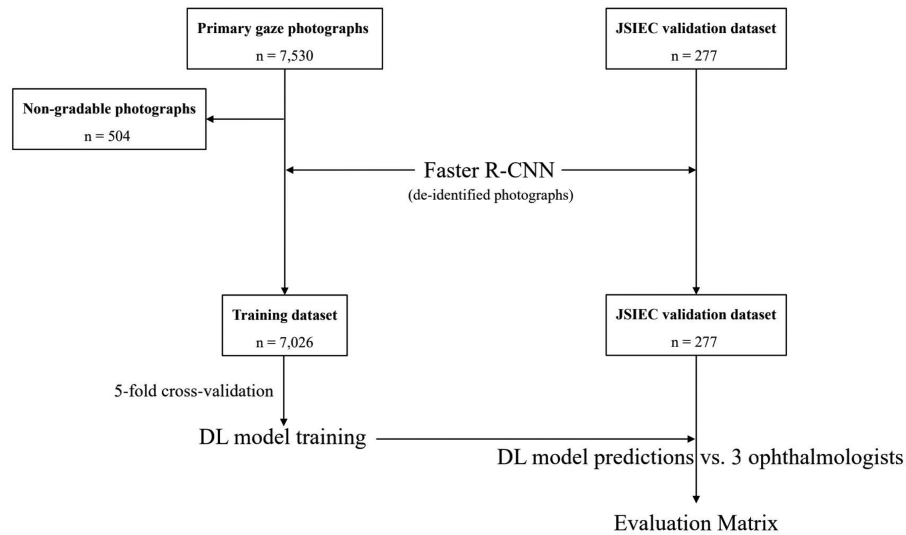 Primary gaze photographs
n = 7,530
JSIEC validation dataset
n = 277
Non-gradable photographs
n = 504
Faster R-CNN
(de-identified photographs)
Training dataset
n = 7,026
JSIEC validation dataset
n = 277
5-fold cross-validation
DL model training
DL model predictions vs. 3 ophthalmologists
Evaluation Matrix